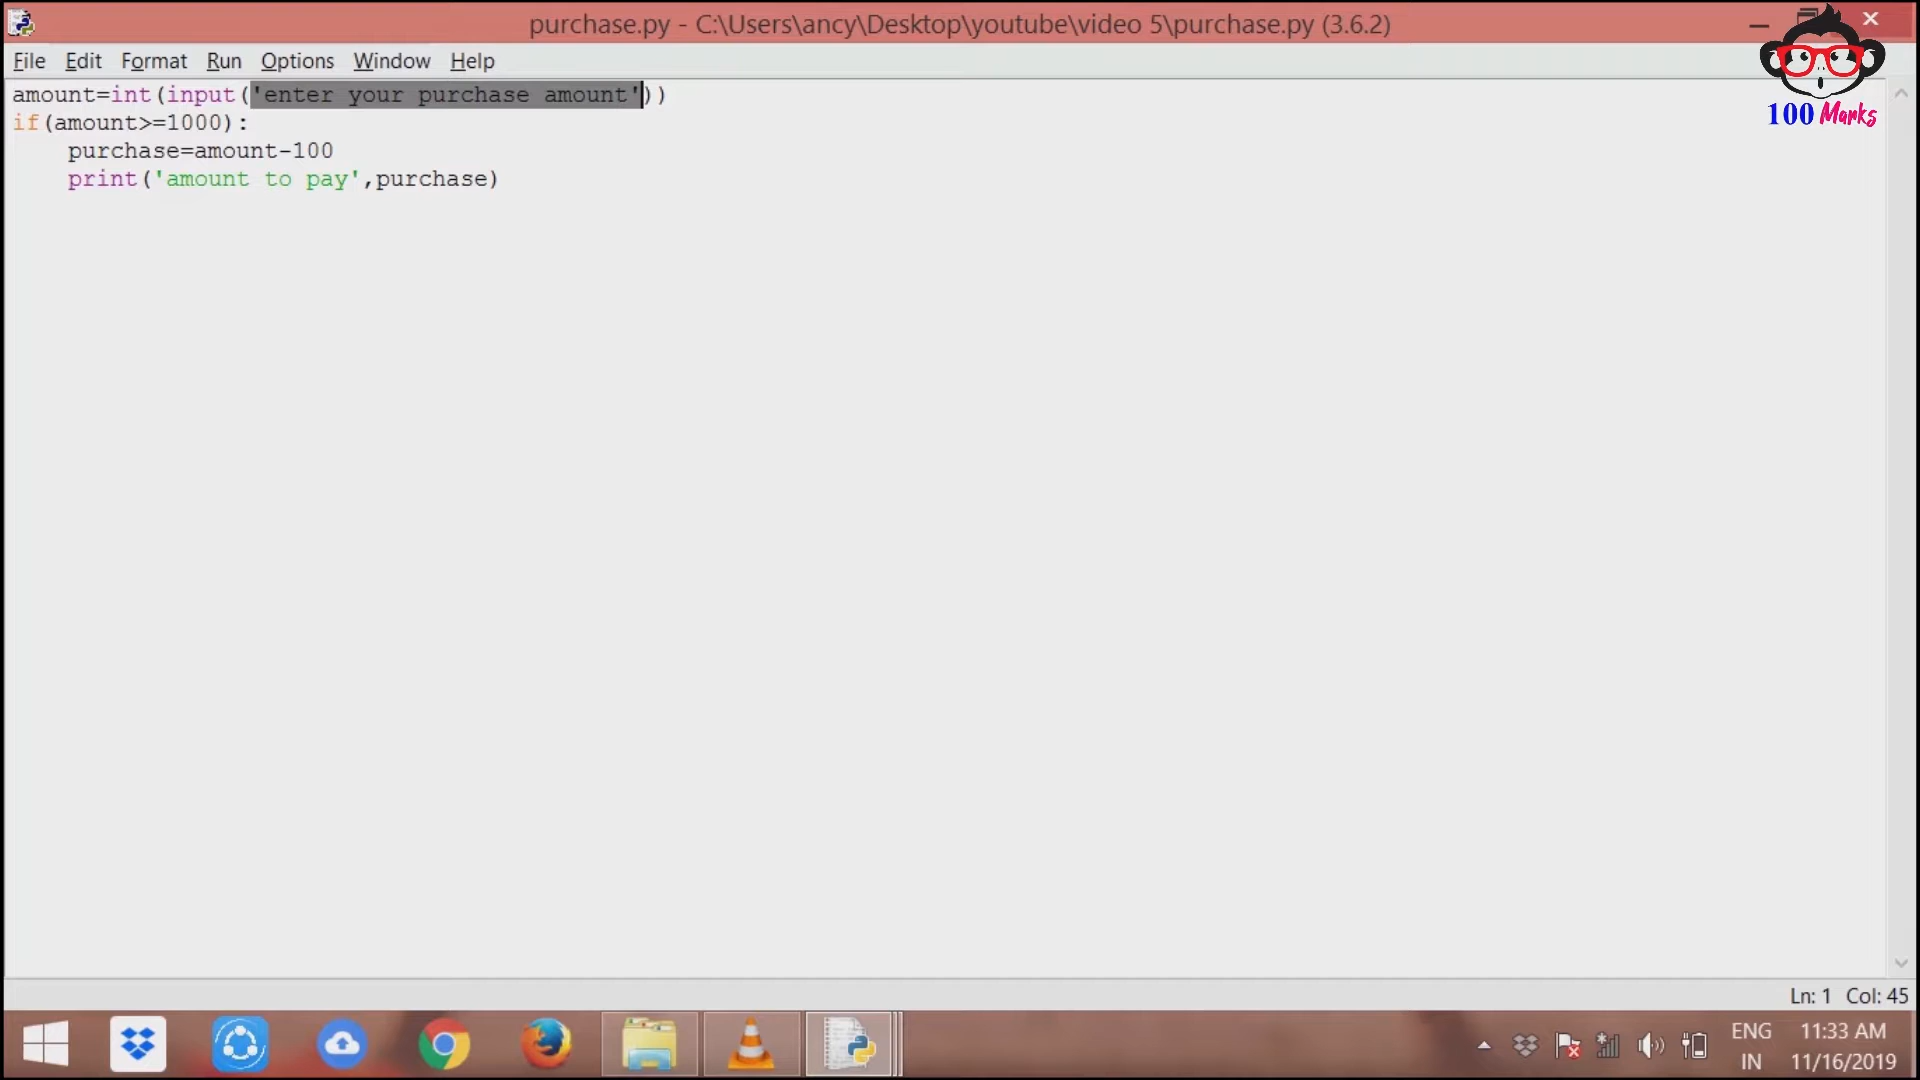 purchase.py - C:\Users\ancy\Desktop\youtube\video 5\purchase.py (3.6.2)
File Edit Format Run Options Window Help
100 Marks
amount=int(input('enter your purchase amount'))
if(amount>=1000):
    purchase=amount-100
    print('amount to pay',purchase)
Ln: 1 Col: 45
ENG 11:33 AM
IN 11/16/2019